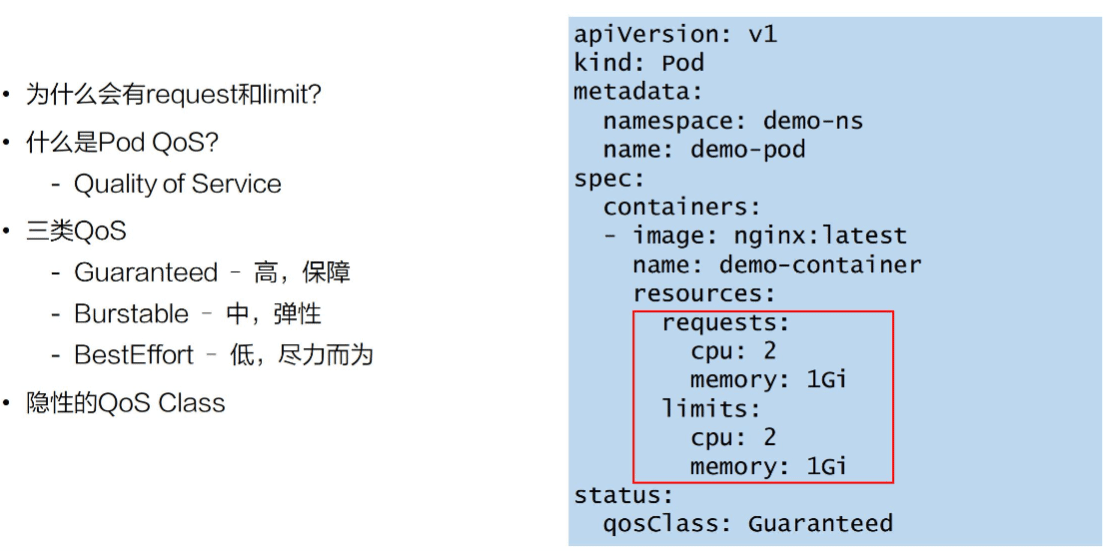 • 为什么会有request和limit?
• 什么是Pod QoS?
- Quality of Service
• 三类QoS
- Guaranteed - 高，保障
- Burstable - 中，弹性
- BestEffort - 低，尽力而为
• 隐性的QoS Class
apiVersion: v1
kind: Pod
metadata:
  namespace: demo-ns
  name: demo-pod
spec:
  containers:
  - image: nginx:latest
    name: demo-container
    resources:
      requests:
        cpu: 2
        memory: 1Gi
      limits:
        cpu: 2
        memory: 1Gi
status:
  qosClass: Guaranteed